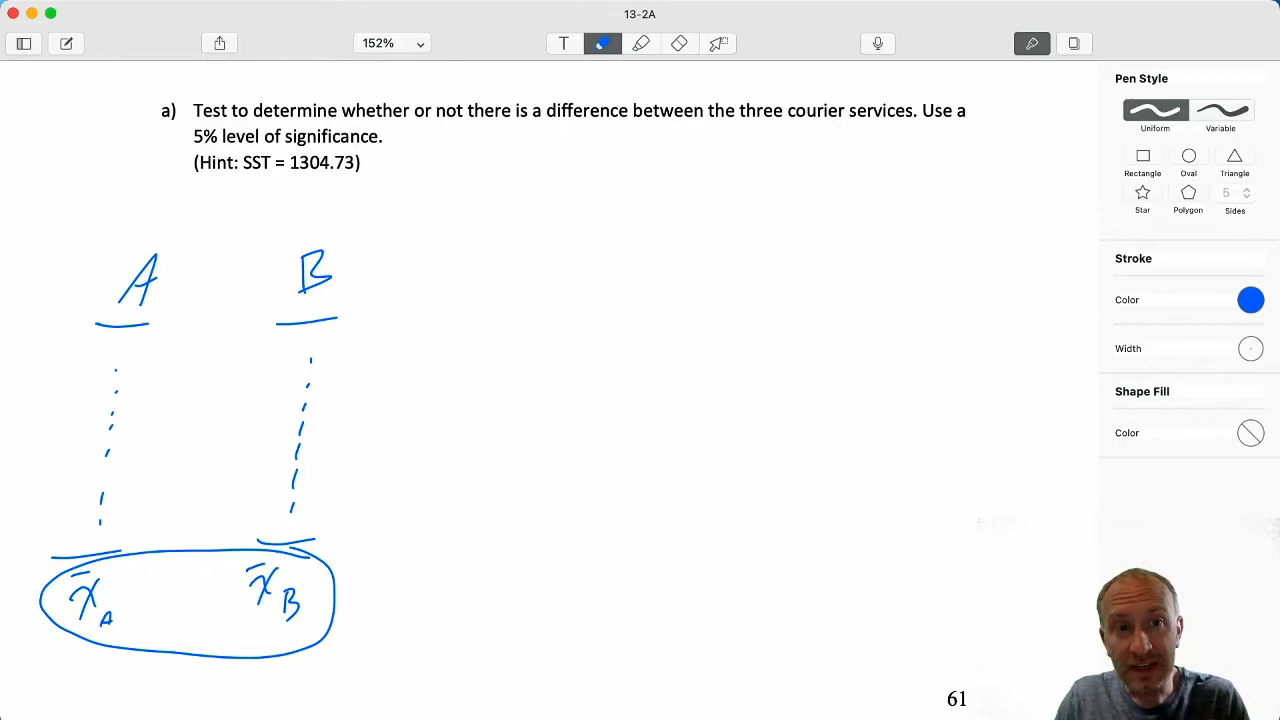 13-2A
152%
T
Pen Style
Uniform Variable
Rectangle Oval Triangle
5
Star Polygon Sides
Stroke
Color
Width
Shape Fill
Color
a) Test to determine whether or not there is a difference between the three courier services. Use a
5% level of significance.
(Hint: SST = 1304.73)
A B
x̄A x̄B
61